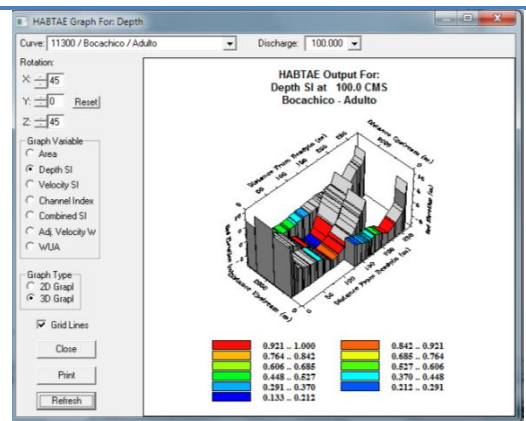 HABTAE Graph For: Depth
Curve: 11300 / Bocachico / Adulto
Discharge: 100.000
Rotation:
X: 45
Y: 0 Reset
Z: 45
Graph Variable
Area
Depth SI
Velocity SI
Channel Index
Combined SI
Adj. Velocity W
WUA
Graph Type
2D Grapl
3D Grapl
Grid Lines
Close
Print
Refresh
HABTAE Output For:
Depth SI at 100.0 CMS
Bocachico - Adulto
Distance Upstream (m)
Distance From Headpin (m)
Distance Upstream (m)
Distance From Headpin (m)
0.921 .. 1.000 0.842 .. 0.921
0.764 .. 0.842 0.685 .. 0.764
0.606 .. 0.685 0.527 .. 0.606
0.448 .. 0.527 0.370 .. 0.448
0.291 .. 0.370 0.212 .. 0.291
0.133 .. 0.212